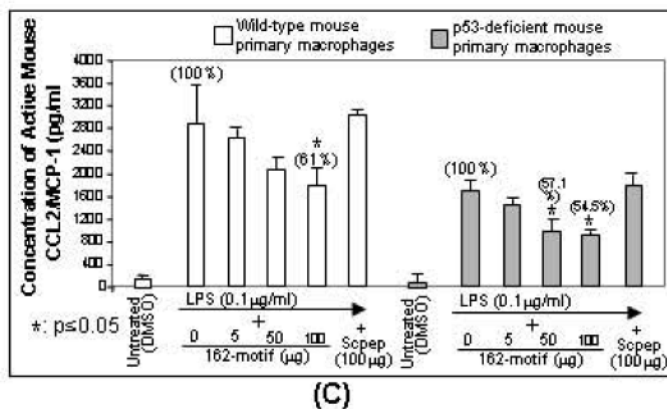 Wild-type mouse
primary macrophages
p53-deficient mouse
primary macrophages
Concentration of Active Mouse
CCL2/MCP-1 (pg/ml)
4000
3600
3200
2800
2400
2000
1600
1200
800
400
0
(100%)
*
(61%)
(100%)
(57.1
%)
*
(54.5%)
*
*: p≤0.05
Untreated
(DMSO)
LPS (0.1µg/ml)
+
0 5 50 100
162-motif (µg)
+
Scpep
(100µg)
Untreated
(DMSO)
LPS (0.1µg/ml)
+
0 5 50 100
162-motif (µg)
+
Scpep
(100µg)
(C)